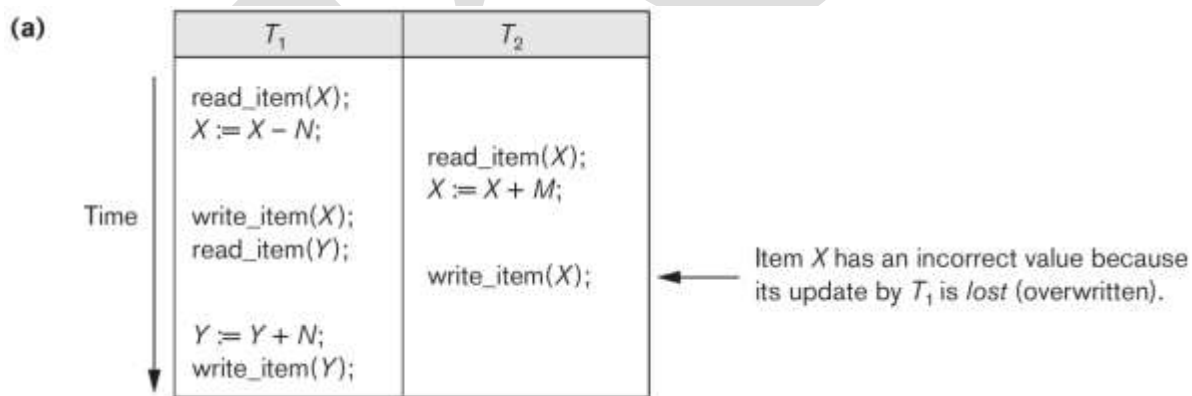 (a)
T₁ T₂
read_item(X);
X := X – N;
read_item(X);
X := X + M;
Time
write_item(X);
read_item(Y);
write_item(X);
Item X has an incorrect value because
its update by T₁ is lost (overwritten).
Y := Y + N;
write_item(Y);